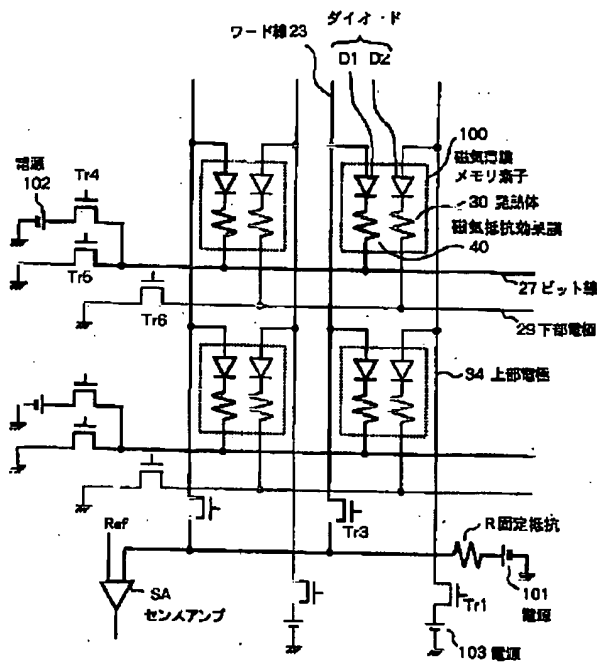 ダイオード
ワード線23
D1 D2
100
磁気薄膜
メモリ素子
30 発熱体
磁気抵抗効果膜
40
電源
102
Tr4
Tr5
Tr6
27 ビット線
29 下部電極
34 上部電極
Tr3
R固定抵抗
Ref
SA
センスアンプ
Tr1
101
電源
103 電源